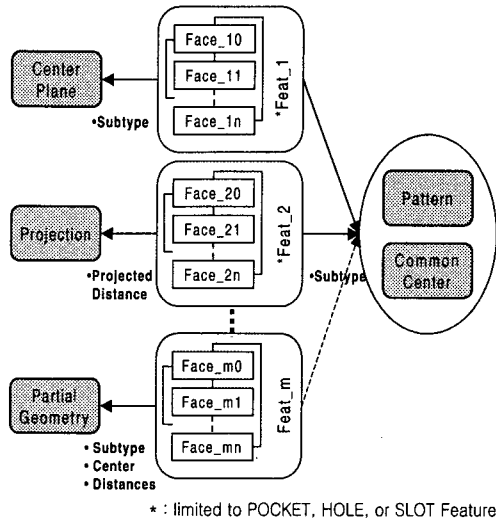 Face_10
Face_11
Face_1n
*Feat_1
Center
Plane
•Subtype
Face_20
Face_21
Face_2n
*Feat_2
Projection
•Projected
Distance
Pattern
Common
Center
•Subtype
Face_m0
Face_m1
Face_mn
Feat_m
Partial
Geometry
• Subtype
• Center
• Distances
* : limited to POCKET, HOLE, or SLOT Feature